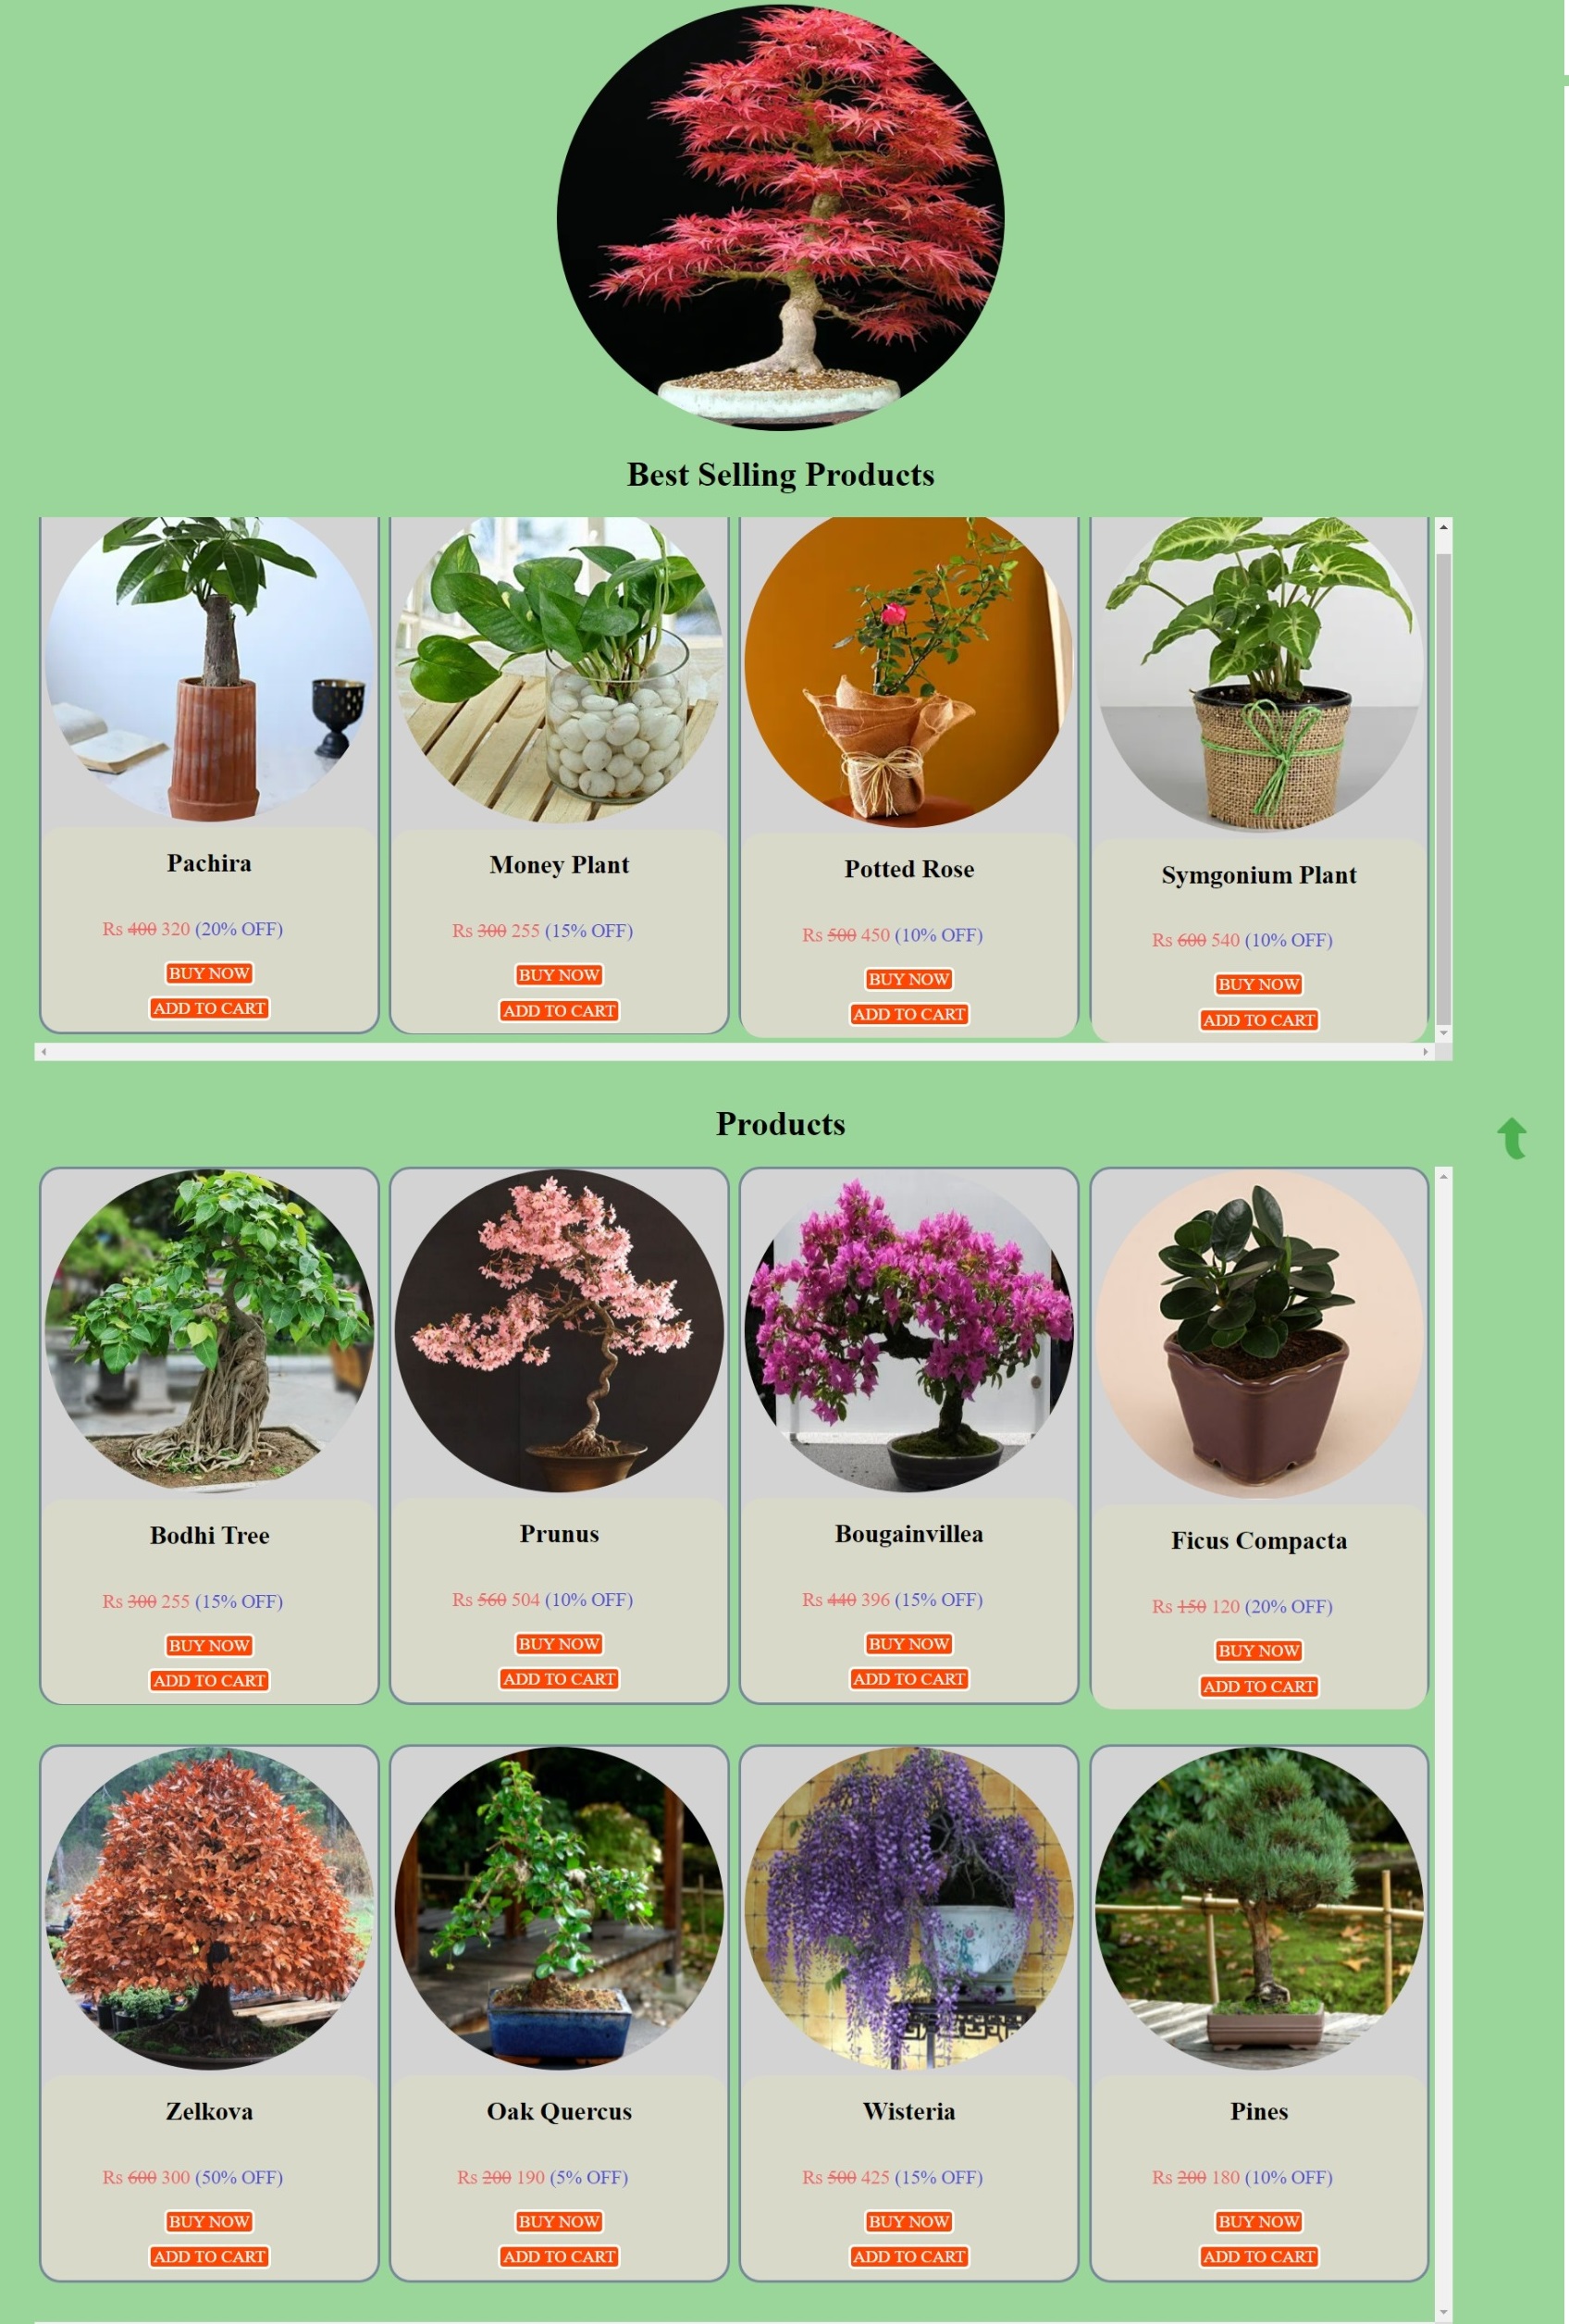 Best Selling Products
Pachira
Rs 400 320 (20% OFF)
BUY NOW
ADD TO CART
Money Plant
Rs 300 255 (15% OFF)
BUY NOW
ADD TO CART
Potted Rose
Rs 500 450 (10% OFF)
BUY NOW
ADD TO CART
Symgonium Plant
Rs 600 540 (10% OFF)
BUY NOW
ADD TO CART
Products
Bodhi Tree
Rs 300 255 (15% OFF)
BUY NOW
ADD TO CART
Prunus
Rs 560 504 (10% OFF)
BUY NOW
ADD TO CART
Bougainvillea
Rs 440 396 (15% OFF)
BUY NOW
ADD TO CART
Ficus Compacta
Rs 150 120 (20% OFF)
BUY NOW
ADD TO CART
Zelkova
Rs 600 300 (50% OFF)
BUY NOW
ADD TO CART
Oak Quercus
Rs 200 190 (5% OFF)
BUY NOW
ADD TO CART
Wisteria
Rs 500 425 (15% OFF)
BUY NOW
ADD TO CART
Pines
Rs 200 180 (10% OFF)
BUY NOW
ADD TO CART